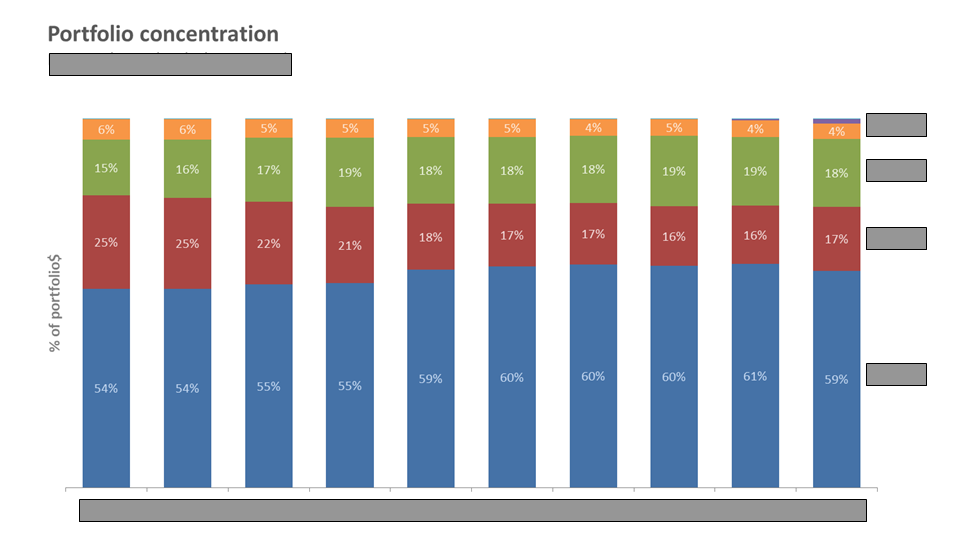 Portfolio concentration
6% 6% 5% 5% 5% 5% 4% 5% 4% 4%
15% 16% 17% 19% 18% 18% 18% 19% 19% 18%
25% 25% 22% 21% 18% 17% 17% 16% 16% 17%
% of portfolio$
54% 54% 55% 55% 59% 60% 60% 60% 61% 59%